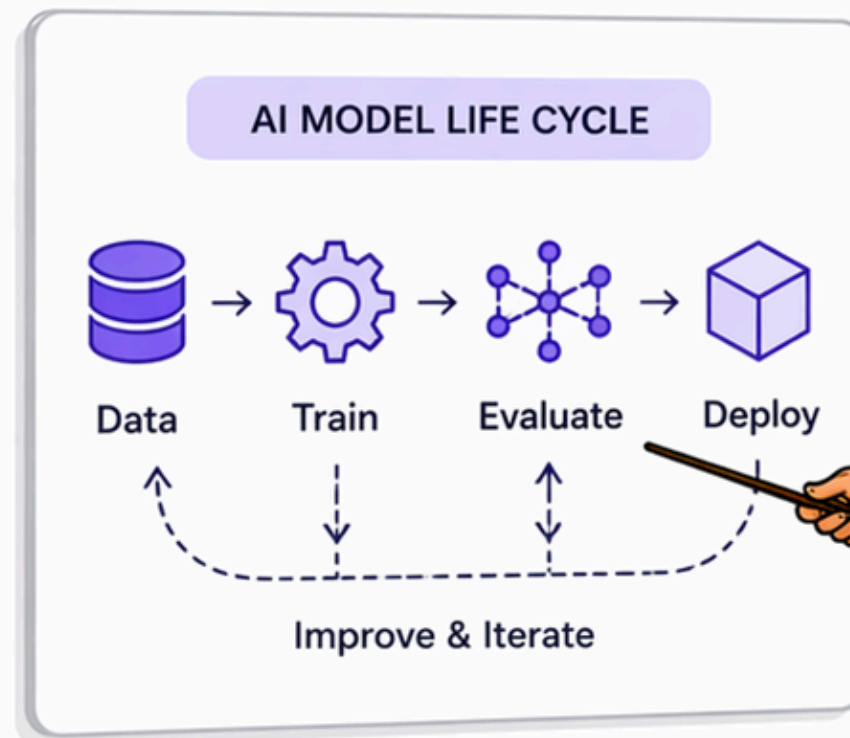 AI MODEL LIFE CYCLE
Data Train Evaluate Deploy
Improve & Iterate